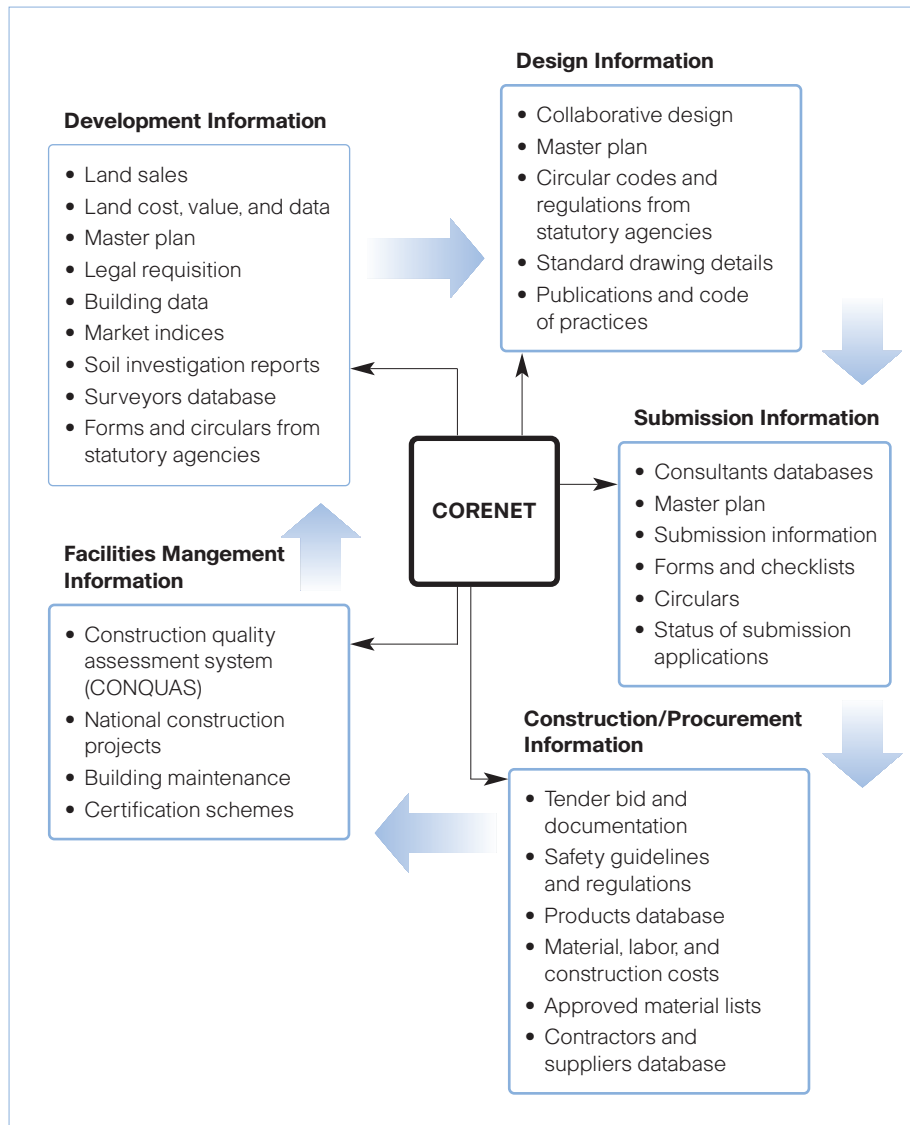 Development Information
• Land sales
• Land cost, value, and data
• Master plan
• Legal requisition
• Building data
• Market indices
• Soil investigation reports
• Surveyors database
• Forms and circulars from
statutory agencies
Design Information
• Collaborative design
• Master plan
• Circular codes and
regulations from
statutory agencies
• Standard drawing details
• Publications and code
of practices
CORENET
Submission Information
• Consultants databases
• Master plan
• Submission information
• Forms and checklists
• Circulars
• Status of submission
applications
Construction/Procurement
Information
• Tender bid and
documentation
• Safety guidelines
and regulations
• Products database
• Material, labor, and
construction costs
• Approved material lists
• Contractors and
suppliers database
Facilities Mangement
Information
• Construction quality
assessment system
(CONQUAS)
• National construction
projects
• Building maintenance
• Certification schemes